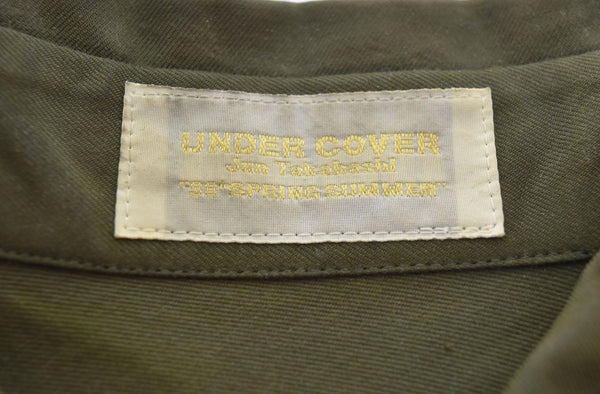 UNDER COVER
Jun Takahashi
SPRING SUMMER"